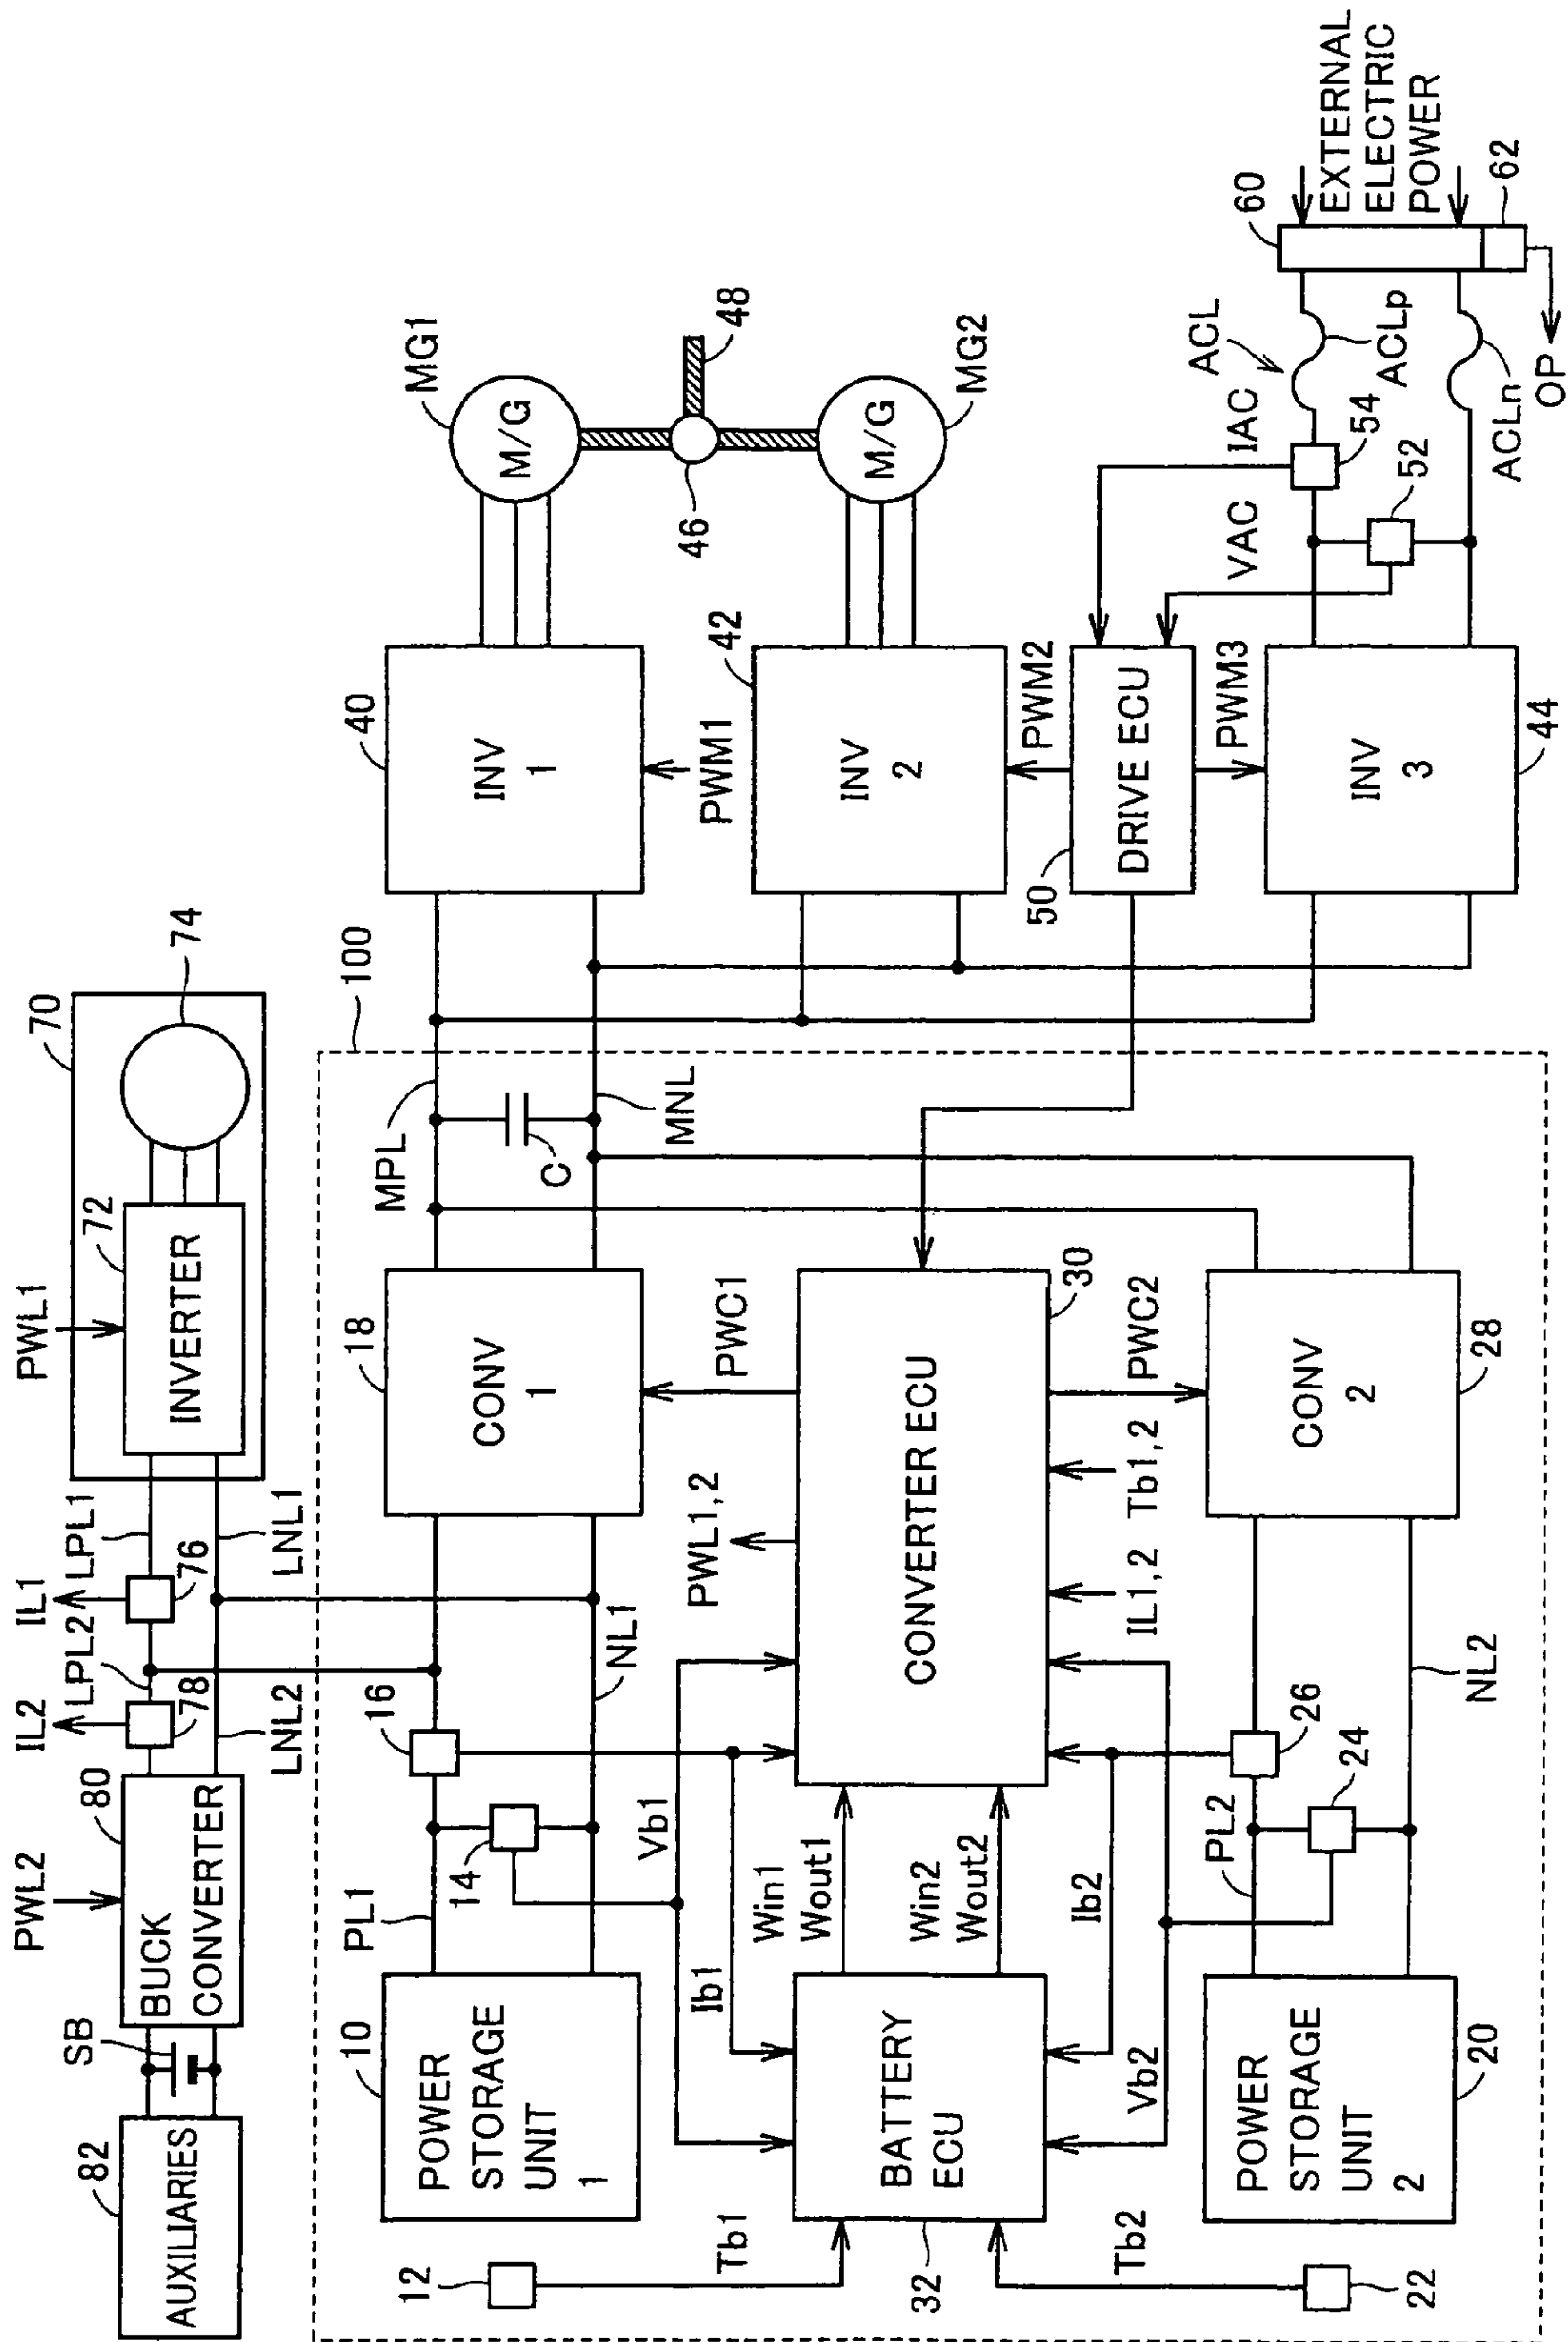 82
AUXILIARIES
SB
PWL2
80
BUCK
CONVERTER
IL2
LPL2
78
LNL2
IL1
LPL1
76
LNL1
PWL1
72
INVERTER
70
74
100
10
POWER
STORAGE
UNIT
1
PL1
14
16
NL1
18
CONV
1
MPL
C
MNL
40
INV
1
PWM1
MG1
M/G
48
46
12
Tb1
Ib1
Vb1
Win1
Wout1
PWL1,2
PWC1
BATTERY
ECU
32
Win2
Wout2
Ib2
Vb2
CONVERTER ECU
30
IL1,2
Tb1,2
PWC2
42
INV
2
M/G
MG2
PWM2
50
DRIVE ECU
PWM3
VAC
IAC
ACL
ACLp
60
EXTERNAL
ELECTRIC
POWER
62
OP
ACLn
54
52
INV
3
44
Tb2
22
POWER
STORAGE
UNIT
2
20
PL2
24
26
NL2
CONV
2
28